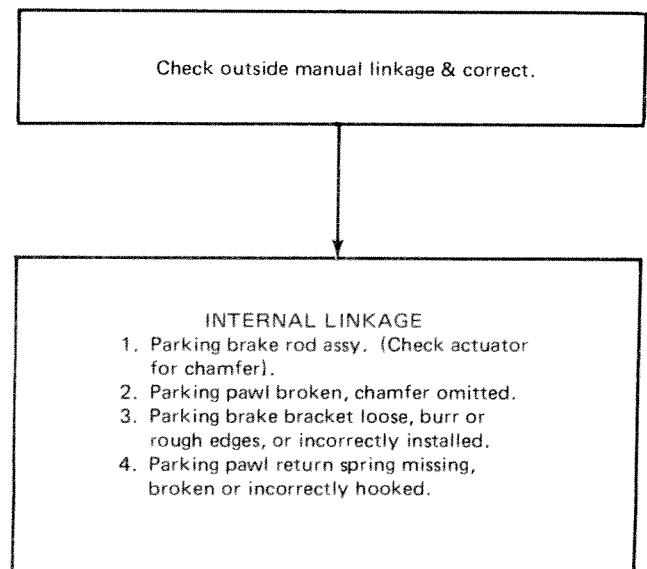 Check outside manual linkage & correct.
INTERNAL LINKAGE
1. Parking brake rod assy. (Check actuator
for chamfer).
2. Parking pawl broken, chamfer omitted.
3. Parking brake bracket loose, burr or
rough edges, or incorrectly installed.
4. Parking pawl return spring missing,
broken or incorrectly hooked.